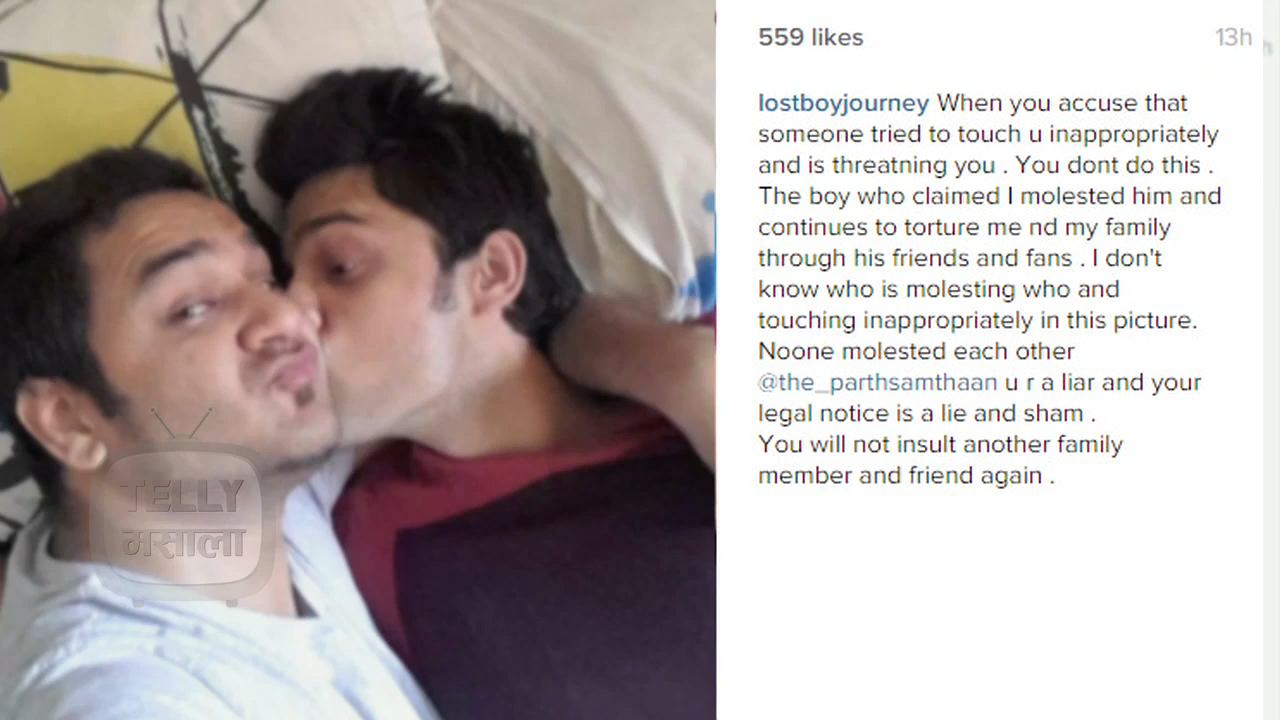 559 likes 13h
lostboyjourney When you accuse that
someone tried to touch u inappropriately
and is threatning you . You dont do this .
The boy who claimed I molested him and
continues to torture me nd my family
through his friends and fans . I don't
know who is molesting who and
touching inappropriately in this picture.
Noone molested each other
@the_parthsamthaan u r a liar and your
legal notice is a lie and sham .
You will not insult another family
member and friend again .
TELLY
मसाला